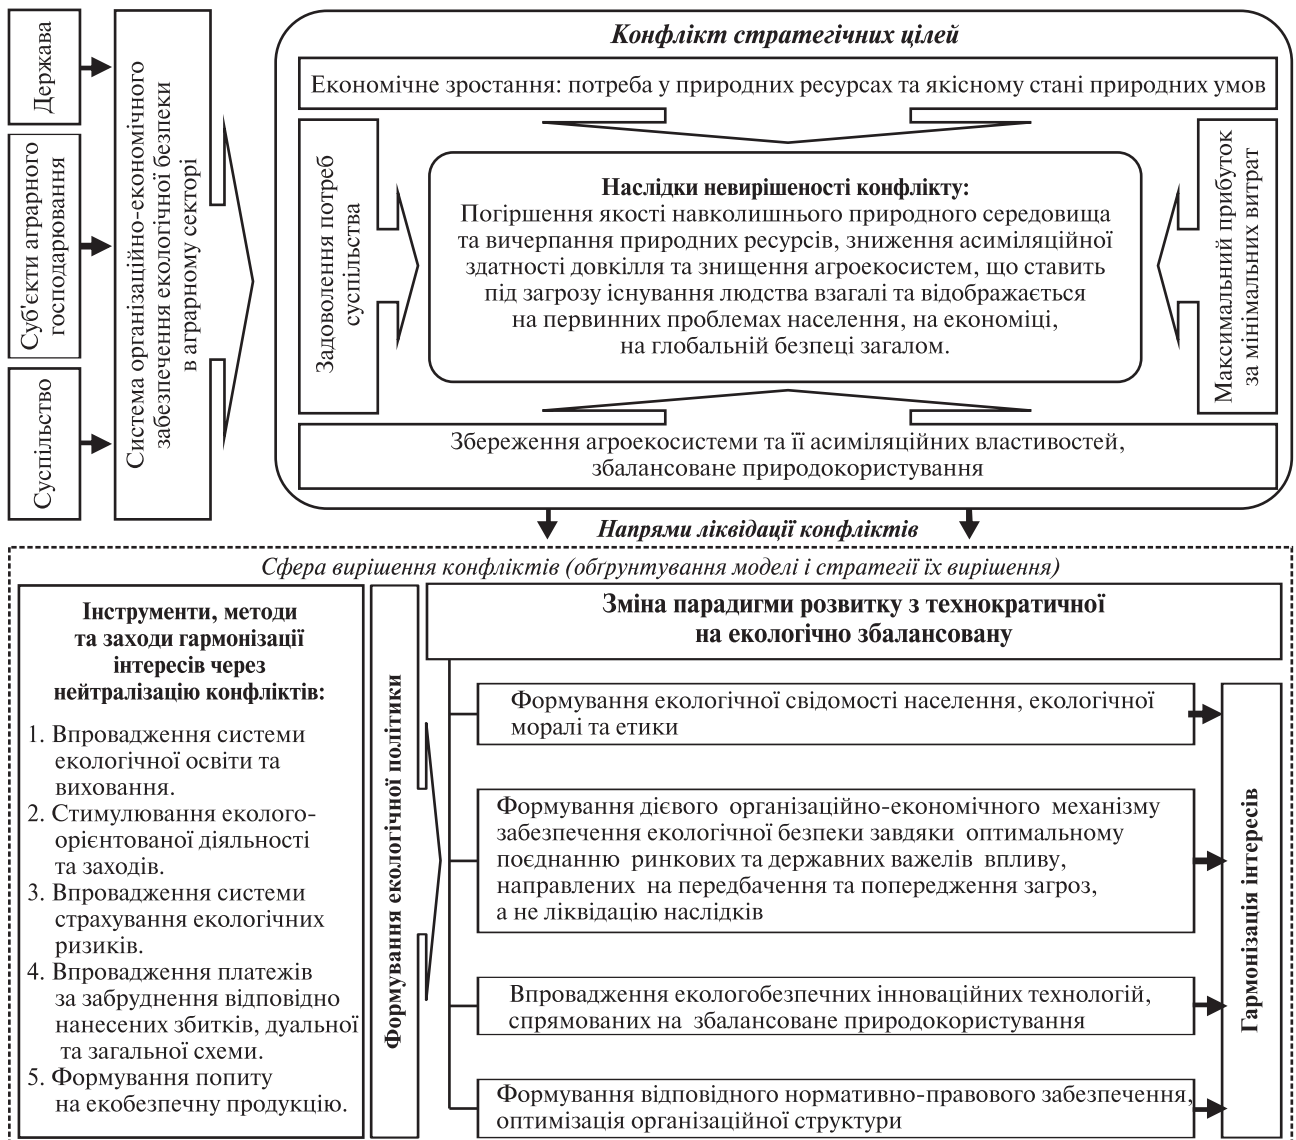 Держава
Суб'єкти аграрного
господарювання
Суспільство
Система організаційно-економічного
забезпечення екологічної безпеки
в аграрному секторі
Конфлікт стратегічних цілей
Економічне зростання: потреба у природних ресурсах та якісному стані природних умов
Задоволення потреб
суспільства
Наслідки невирішеності конфлікту:
Погіршення якості навколишнього природного середовища
та вичерпання природних ресурсів, зниження асиміляційної
здатності довкілля та знищення агроекосистем, що ставить
під загрозу існування людства взагалі та відображається
на первинних проблемах населення, на економіці,
на глобальній безпеці загалом.
Максимальний прибуток
за мінімальних витрат
Збереження агроекосистеми та її асиміляційних властивостей,
збалансоване природокористування
Напрями ліквідації конфліктів
Сфера вирішення конфліктів (обґрунтування моделі і стратегії їх вирішення)
Інструменти, методи
та заходи гармонізації
інтересів через
нейтралізацію конфліктів:
1. Впровадження системи
екологічної освіти та
виховання.
2. Стимулювання еколого-
орієнтованої діяльності
та заходів.
3. Впровадження системи
страхування екологічних
ризиків.
4. Впровадження платежів
за забруднення відповідно
нанесених збитків, дуальної
та загальної схеми.
5. Формування попиту
на екобезпечну продукцію.
Формування екологічної політики
Зміна парадигми розвитку з технократичної
на екологічно збалансовану
Формування екологічної свідомості населення, екологічної
моралі та етики
Формування дієвого організаційно-економічного механізму
забезпечення екологічної безпеки завдяки оптимальному
поєднанню ринкових та державних важелів впливу,
направлених на передбачення та попередження загроз,
а не ліквідацію наслідків
Впровадження екологобезпечних інноваційних технологій,
спрямованих на збалансоване природокористування
Формування відповідного нормативно-правового забезпечення,
оптимізація організаційної структури
Гармонізація інтересів